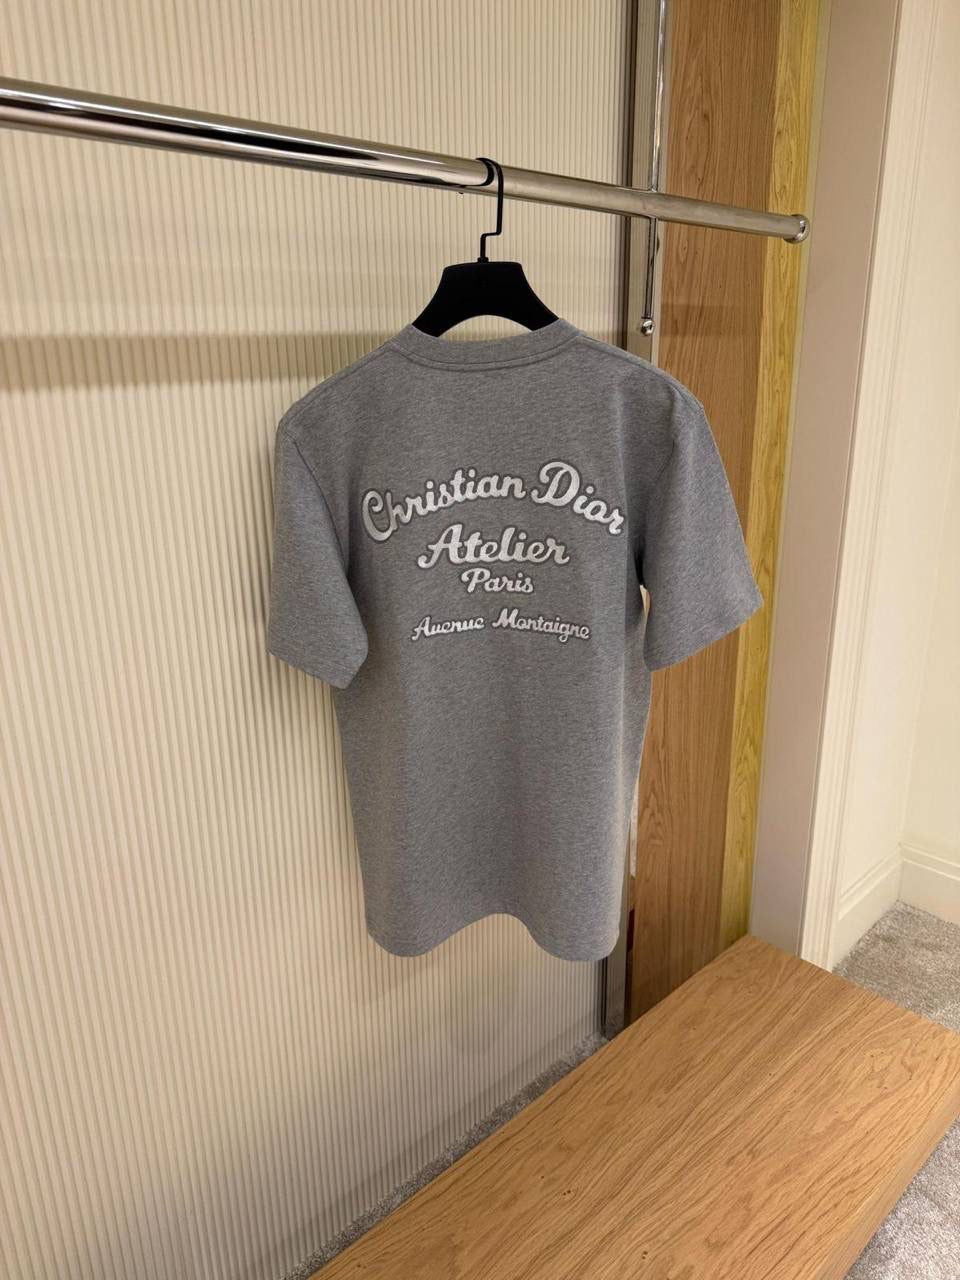 Christian Dior
Atelier
Paris
Avenue Montaigne